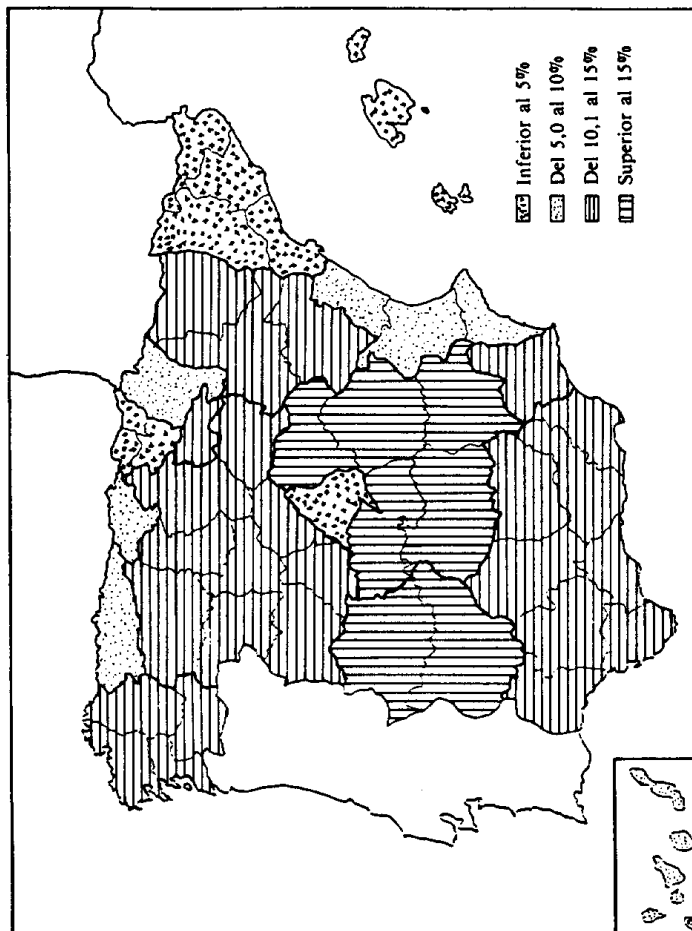 Inferior al 5%
Del 5,0 al 10%
Del 10,1 al 15%
Superior al 15%